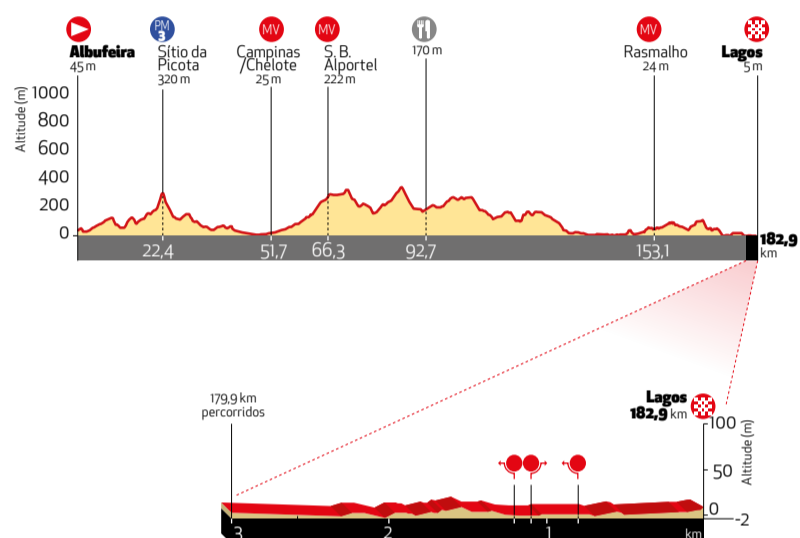 PM
3
MV
MV
MV
Albufeira
45 m
Sítio da
Picota
320 m
Campinas
/Chelote
25 m
S. B.
Alportel
222 m
170 m
Rasmalho
24 m
Lagos
5 m
Altitude (m)
1000
800
600
400
200
0
22,4
51,7
66,3
92,7
153,1
182,9
km
179,9 km
percorridos
Lagos
182,9 km
100
50
0
-2
Altitude (m)
3
2
1
km